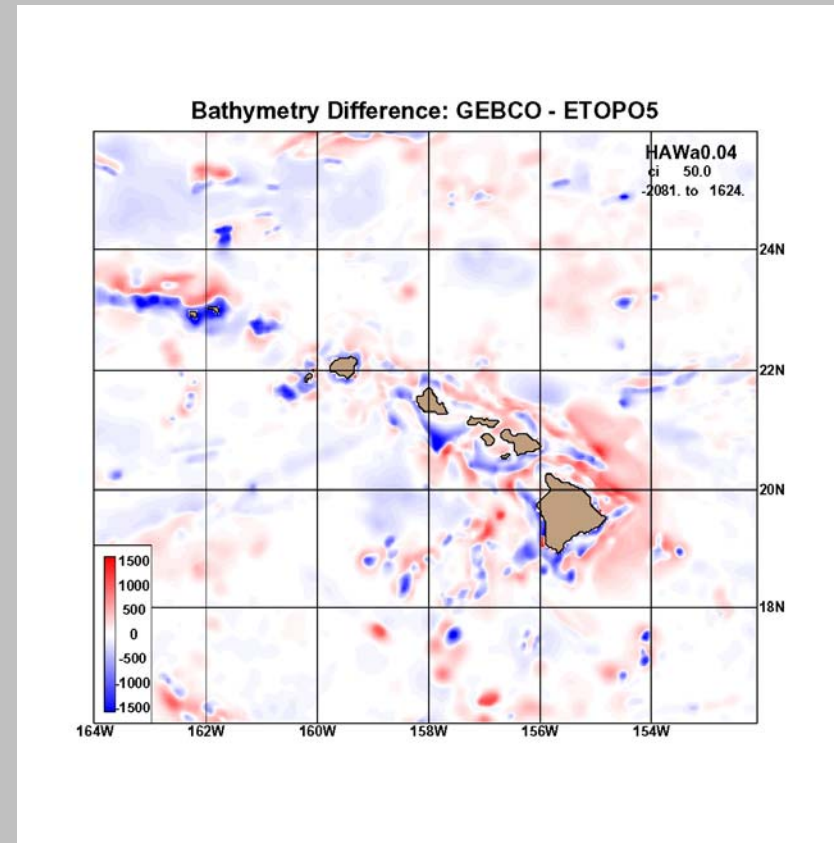 Bathymetry Difference: GEBCO - ETOPO5
HAWa0.04
ci 50.0
-2081. to 1624.
24N
22N
20N
18N
1500
1000
500
0
-500
-1000
-1500
164W 162W 160W 158W 156W 154W